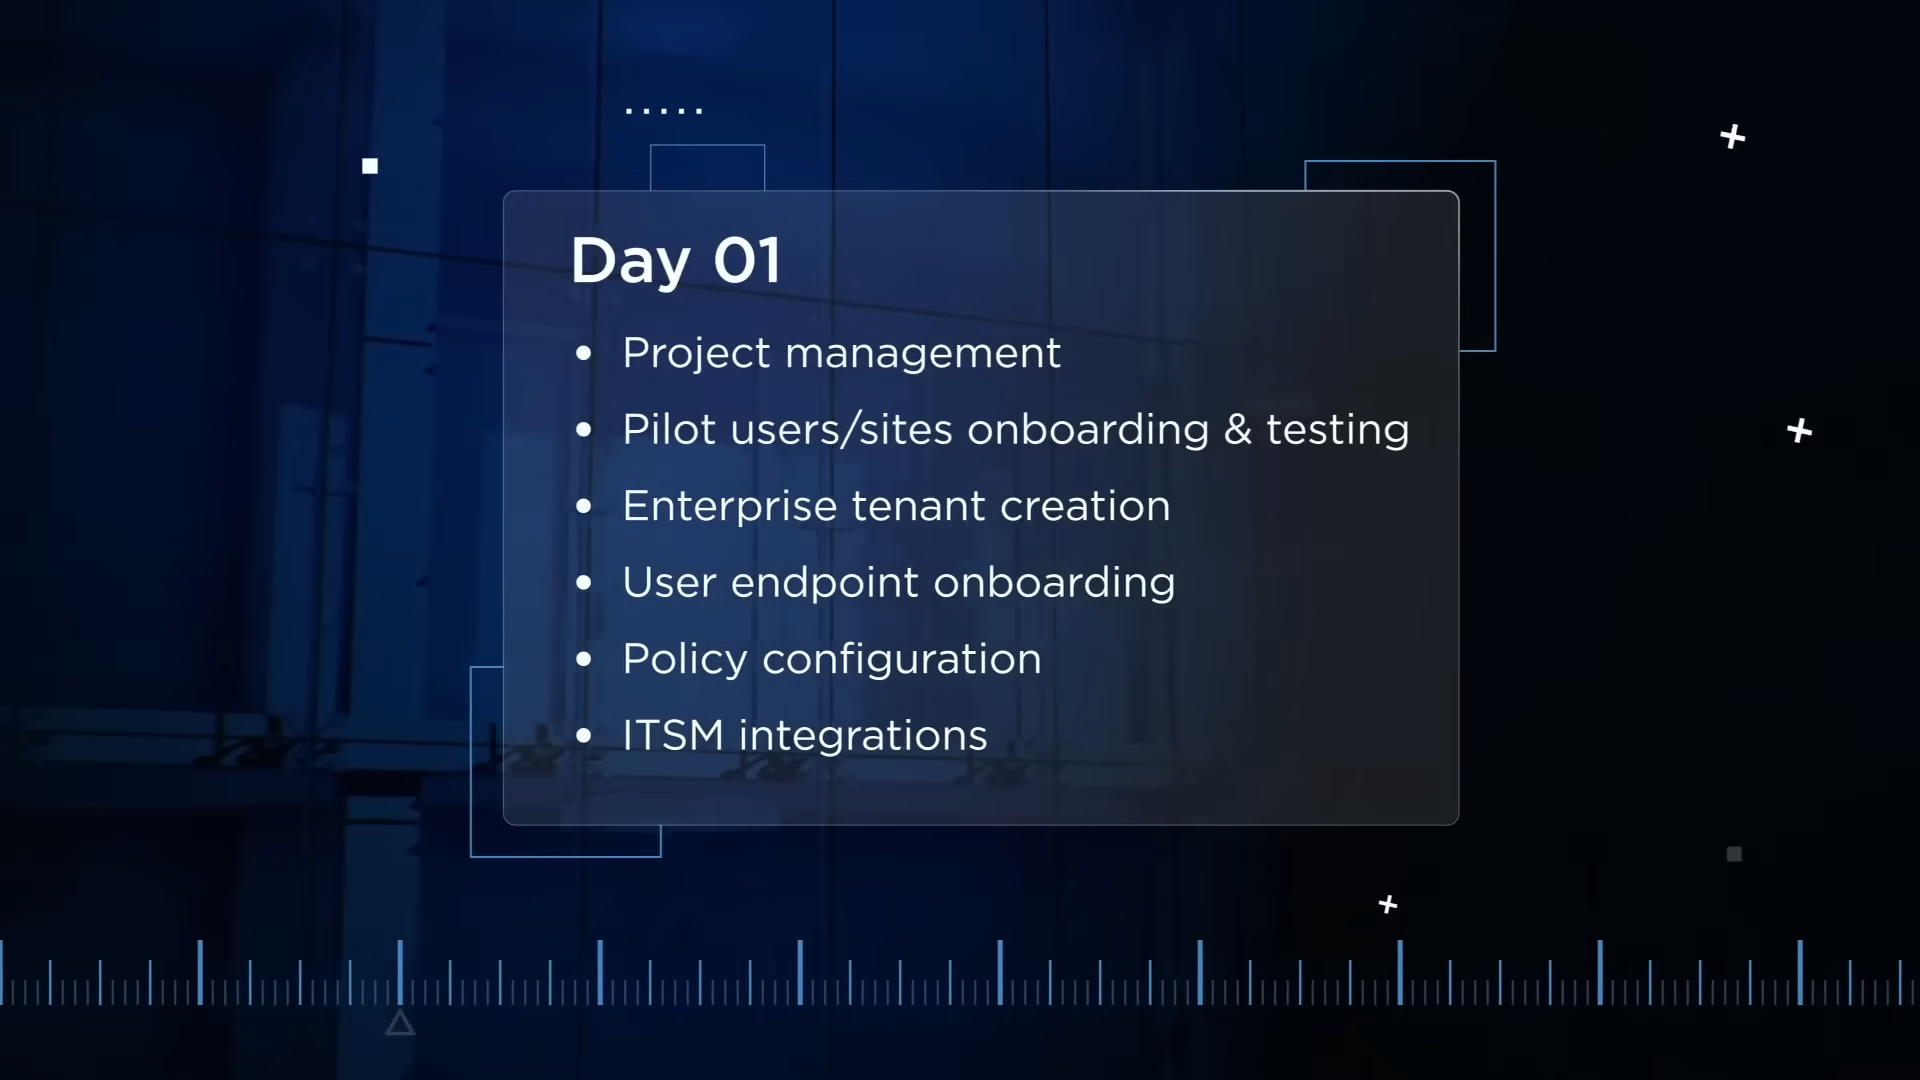 Day 01
• Project management
• Pilot users/sites onboarding & testing
• Enterprise tenant creation
• User endpoint onboarding
• Policy configuration
• ITSM integrations